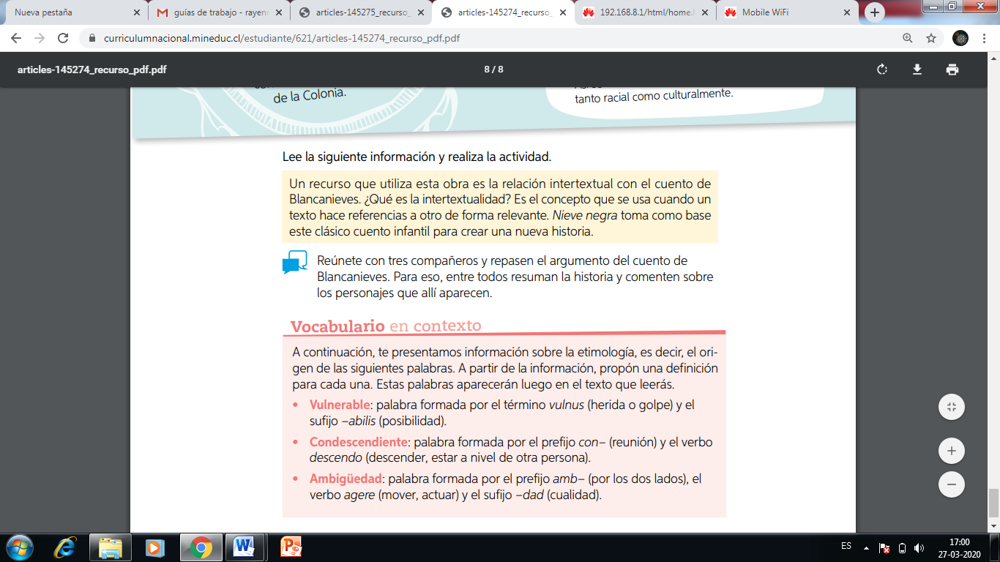 Nueva pestaña
guías de trabajo - rayen
articles-145275_recurso_
articles-145274_recurso_
192.168.8.1/html/home.
Mobile WiFi
curriculumnacional.mineduc.cl/estudiante/621/articles-145274_recurso_pdf.pdf
articles-145274_recurso_pdf.pdf
8 / 8
de la Colonia.
tanto racial como culturalmente.
Lee la siguiente información y realiza la actividad.
Un recurso que utiliza esta obra es la relación intertextual con el cuento de
Blancanieves. ¿Qué es la intertextualidad? Es el concepto que se usa cuando un
texto hace referencias a otro de forma relevante. Nieve negra toma como base
este clásico cuento infantil para crear una nueva historia.
Reúnete con tres compañeros y repasen el argumento del cuento de
Blancanieves. Para eso, entre todos resuman la historia y comenten sobre
los personajes que allí aparecen.
Vocabulario en contexto
A continuación, te presentamos información sobre la etimología, es decir, el ori-
gen de las siguientes palabras. A partir de la información, propón una definición
para cada una. Estas palabras aparecerán luego en el texto que leerás.
• Vulnerable: palabra formada por el término vulnus (herida o golpe) y el
sufijo –abilis (posibilidad).
• Condescendiente: palabra formada por el prefijo con– (reunión) y el verbo
descendo (descender, estar a nivel de otra persona).
• Ambigüedad: palabra formada por el prefijo amb– (por los dos lados), el
verbo agere (mover, actuar) y el sufijo –dad (cualidad).
ES
17:00
27-03-2020